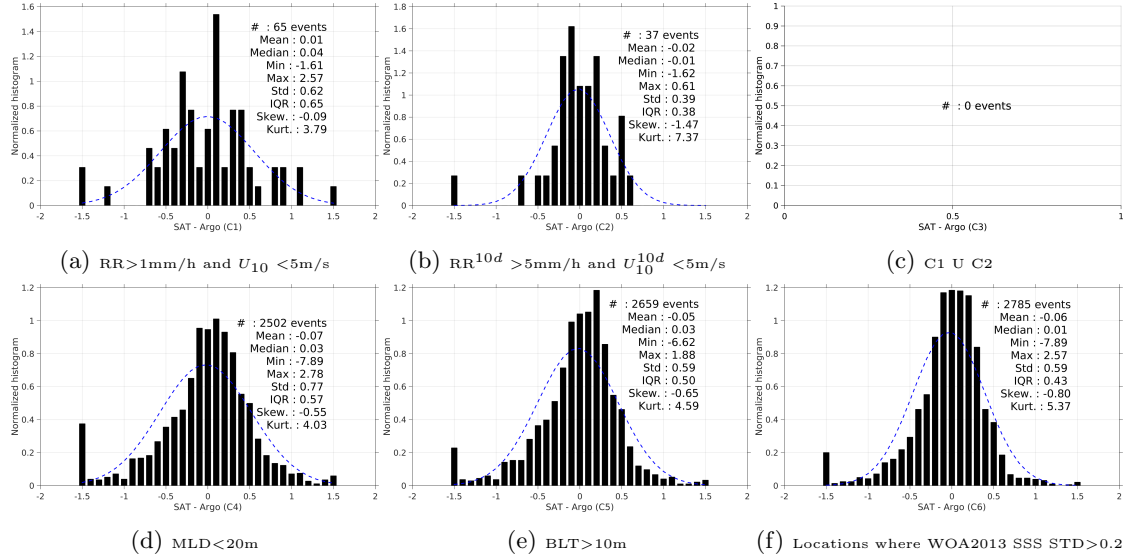 1.6
1.4
1.2
1
0.8
0.6
0.4
0.2
0
Normalized histogram
-2 -1.5 -1 -0.5 0 0.5 1 1.5 2
SAT - Argo (C1)
# : 65 events
Mean : 0.01
Median : 0.04
Min : -1.61
Max : 2.57
Std : 0.62
IQR : 0.65
Skew. : -0.09
Kurt. : 3.79
(a) RR>1mm/h and U10 <5m/s
1.8
1.6
1.4
1.2
1
0.8
0.6
0.4
0.2
0
Normalized histogram
-2 -1.5 -1 -0.5 0 0.5 1 1.5 2
SAT - Argo (C2)
# : 37 events
Mean : -0.02
Median : -0.01
Min : -1.62
Max : 0.61
Std : 0.39
IQR : 0.38
Skew. : -1.47
Kurt. : 7.37
(b) RR10d >5mm/h and U10 10d <5m/s
1
0.9
0.8
0.7
0.6
0.5
0.4
0.3
0.2
0.1
0
Normalized histogram
0 0.5 1
SAT - Argo (C3)
# : 0 events
(c) C1 U C2
1.2
1
0.8
0.6
0.4
0.2
0
Normalized histogram
-2 -1.5 -1 -0.5 0 0.5 1 1.5 2
SAT - Argo (C4)
# : 2502 events
Mean : -0.07
Median : 0.03
Min : -7.89
Max : 2.78
Std : 0.77
IQR : 0.57
Skew. : -0.55
Kurt. : 4.03
(d) MLD<20m
1.2
1
0.8
0.6
0.4
0.2
0
Normalized histogram
-2 -1.5 -1 -0.5 0 0.5 1 1.5 2
SAT - Argo (C5)
# : 2659 events
Mean : -0.05
Median : 0.03
Min : -6.62
Max : 1.88
Std : 0.59
IQR : 0.50
Skew. : -0.65
Kurt. : 4.59
(e) BLT>10m
1.2
1
0.8
0.6
0.4
0.2
0
Normalized histogram
-2 -1.5 -1 -0.5 0 0.5 1 1.5 2
SAT - Argo (C6)
# : 2785 events
Mean : -0.06
Median : 0.01
Min : -7.89
Max : 2.57
Std : 0.59
IQR : 0.43
Skew. : -0.80
Kurt. : 5.37
(f) Locations where WOA2013 SSS STD>0.2